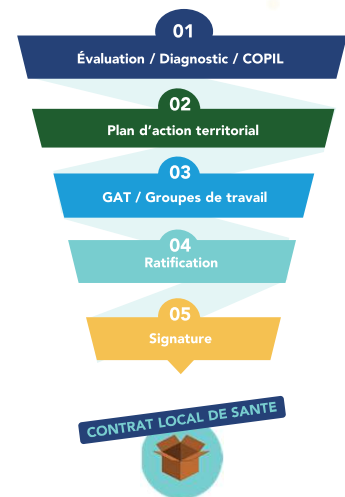 01
Évaluation / Diagnostic / COPIL
02
Plan d'action territorial
03
GAT / Groupes de travail
04
Ratification
05
Signature
CONTRAT LOCAL DE SANTE